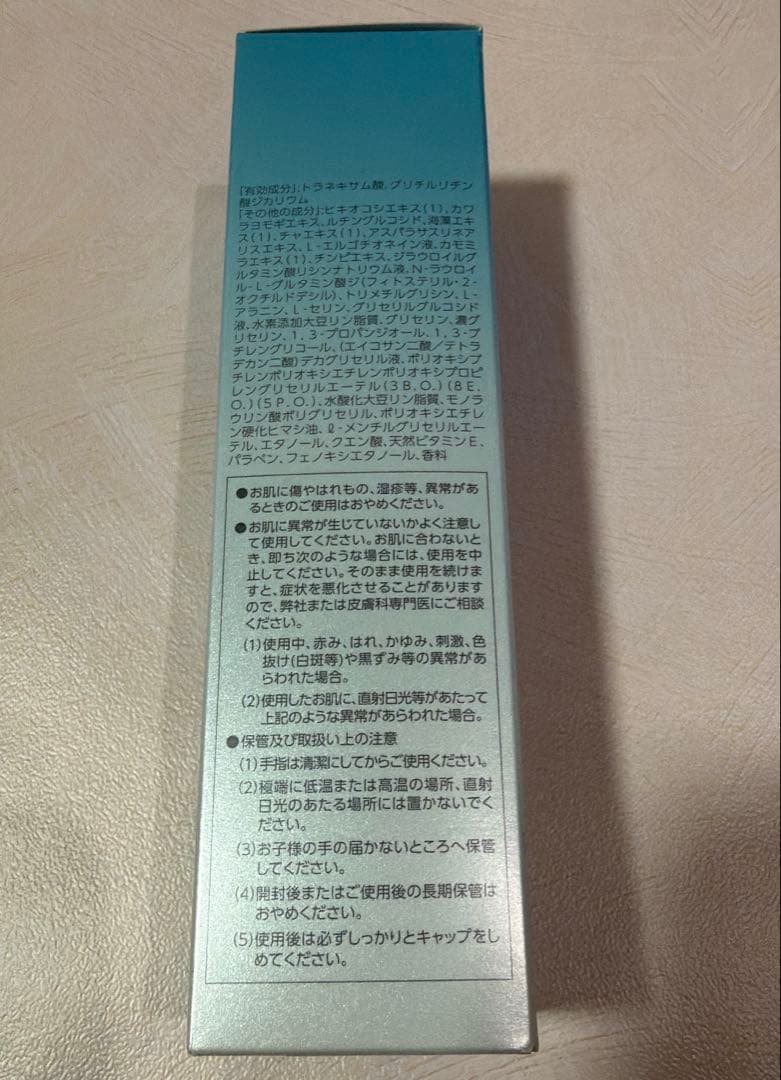 「有効成分」:トラネキサム酸、グリチルリチン
酸ジカリウム
「その他の成分」:ヒキオコシエキス(1)、カワ
ラヨモギエキス、ルチングルコシド、海藻エキ
ス(1)、チャエキス(1)、アスパラサスリネア
リスエキス、L-エルゴチオネイン液、カモミ
ラエキス(1)、チンピエキス、ジラウロイルグ
ルタミン酸リシンナトリウム液、N-ラウロイ
ル-L-グルタミン酸ジ(フィトステリル・2-
オクチルドデシル)、トリメチルグリシン、L-
アラニン、L-セリン、グリセリルグルコシド
液、水素添加大豆リン脂質、グリセリン、濃グ
リセリン、1,3-プロパンジオール、1,3-ブ
チレングリコール、(エイコサン二酸/テトラ
デカン二酸)デカグリセリル液、ポリオキシブ
チレンポリオキシエチレンポリオキシプロピ
レングリセリルエーテル(3B.O.)(8E.
O.)(5P.O.)、水酸化大豆リン脂質、モノラ
ウリン酸ポリグリセリル、ポリオキシエチレ
ン硬化ヒマシ油、ℓ-メンチルグリセリルエー
テル、エタノール、クエン酸、天然ビタミンE、
パラベン、フェノキシエタノール、香料
●お肌に傷やはれもの、湿疹等、異常があ
るときのご使用はおやめください。
●お肌に異常が生じていないかよく注意し
て使用してください。お肌に合わないと
き、即ち次のような場合には、使用を中
止してください。そのまま使用を続けま
すと、症状を悪化させることがあります
ので、弊社または皮膚科専門医にご相談
ください。
(1)使用中、赤み、はれ、かゆみ、刺激、色
抜け(白斑等)や黒ずみ等の異常があ
らわれた場合。
(2)使用したお肌に、直射日光等があたって
上記のような異常があらわれた場合。
●保管及び取扱い上の注意
(1)手指は清潔にしてからご使用ください。
(2)極端に低温または高温の場所、直射
日光のあたる場所には置かないでく
ださい。
(3)お子様の手の届かないところへ保管
してください。
(4)開封後またはご使用後の長期保管は
おやめください。
(5)使用後は必ずしっかりとキャップをし
めてください。